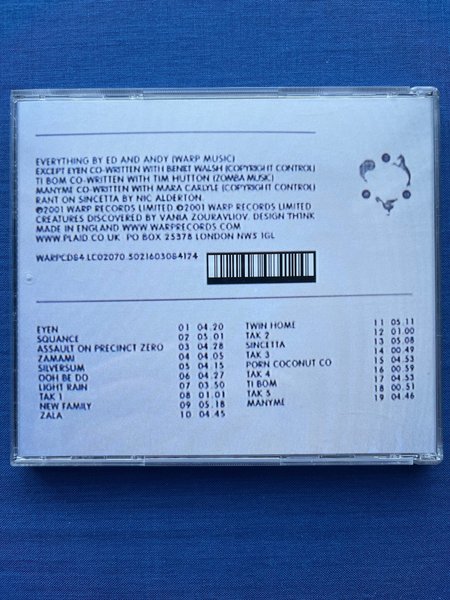 EVERYTHING BY ED AND ANDY (WARP MUSIC)
EXCEPT EYEN CO-WRITTEN WITH BENET WALSH (COPYRIGHT CONTROL)
TI BOM CO-WRITTEN WITH TIM HUTTON (ZOMBA MUSIC)
MANYME CO-WRITTEN WITH MARA CARLYLE (COPYRIGHT CONTROL)
RANT ON SINCETTA BY NIC ALDERTON.
℗2001 WARP RECORDS LIMITED ©2001 WARP RECORDS LIMITED
CREATURES DISCOVERED BY VANIA ZOURAVLIOV. DESIGN TH1NK
MADE IN ENGLAND WWW.WARPRECORDS.COM
WWW.PLAID.CO.UK PO BOX 25378 LONDON NW5 1GL
WARPCD84.LC02070.5021603084124
EYEN 01 04.20
SQUANCE 02 05.01
ASSAULT ON PRECINCT ZERO 03 04.28
ZAMAMI 04 04.05
SILVERSUM 05 04.15
OOH BE DO 06 04.27
LIGHT RAIN 07 03.50
TAK 1 08 01.01
NEW FAMILY 09 05.18
ZALA 10 04.45
TWIN HOME 11 05.11
TAK 2 12 01.00
SINCETTA 13 05.08
TAK 3 14 00.49
PORN COCONUT CO 15 04.53
TAK 4 16 00.59
TI BOM 17 04.53
TAK 5 18 00.51
MANYME 19 04.46